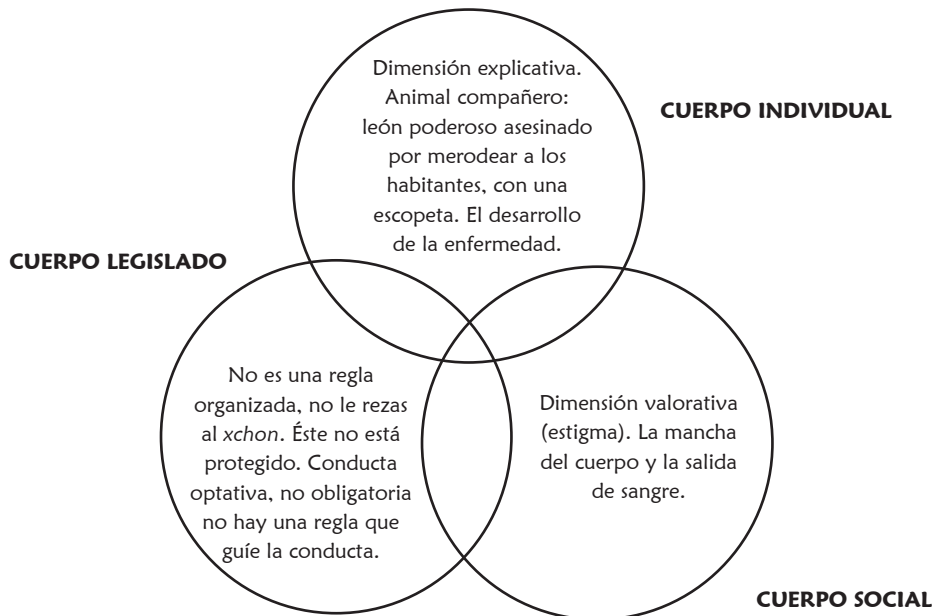 Dimensión explicativa.
Animal compañero:
león poderoso asesinado
por merodear a los
habitantes, con una
escopeta. El desarrollo
de la enfermedad.
CUERPO INDIVIDUAL
CUERPO LEGISLADO
No es una regla
organizada, no le rezas
al xchon. Éste no está
protegido. Conducta
optativa, no obligatoria
no hay una regla que
guíe la conducta.
Dimensión valorativa
(estigma). La mancha
del cuerpo y la salida
de sangre.
CUERPO SOCIAL